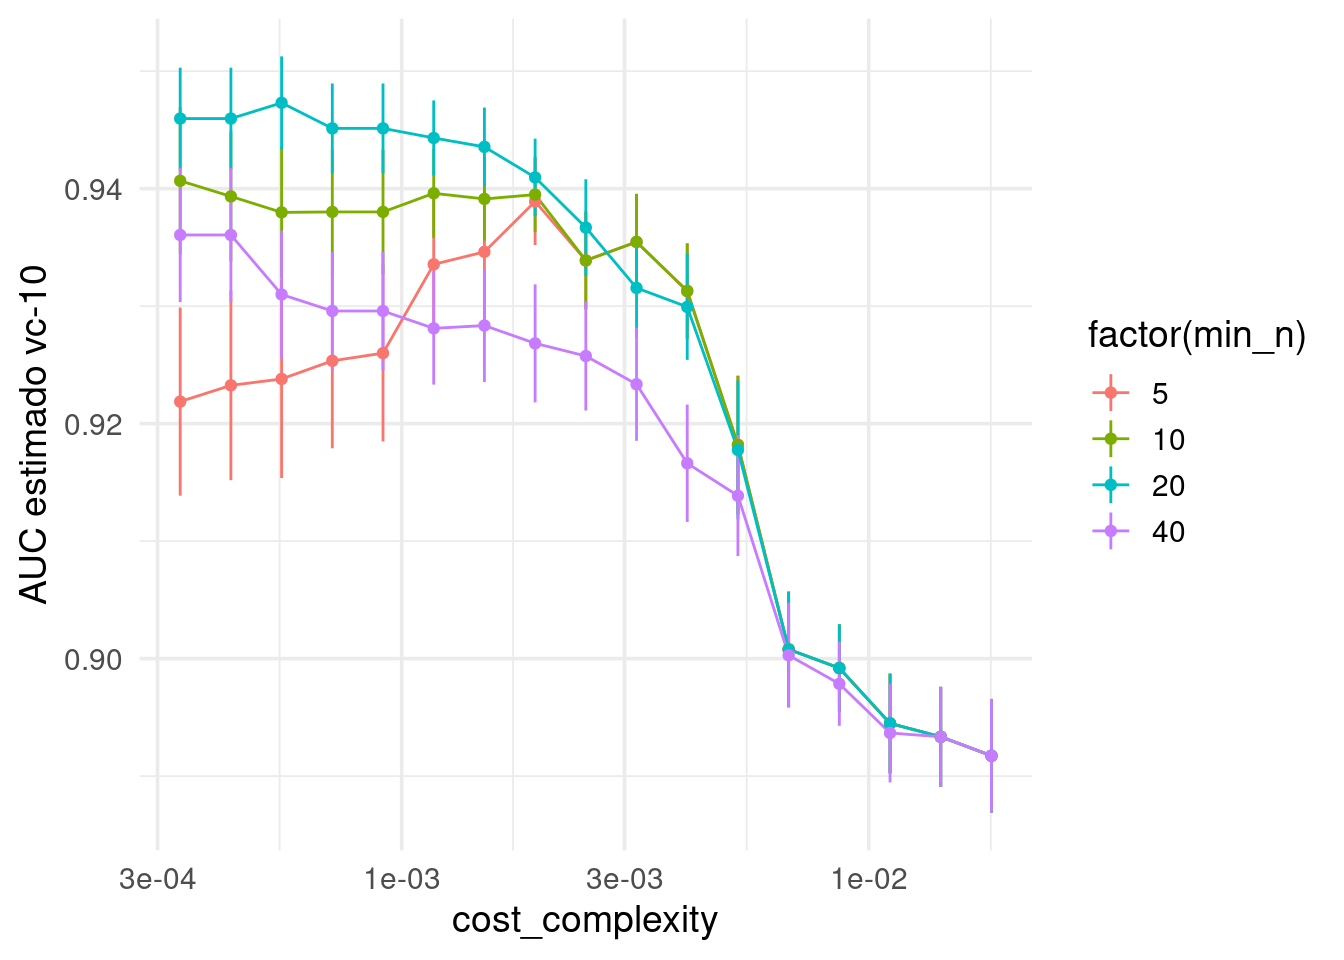 AUC estimado vc-10
0.94
0.92
0.90
3e-04
1e-03
3e-03
1e-02
cost_complexity
factor(min_n)
5
10
20
40